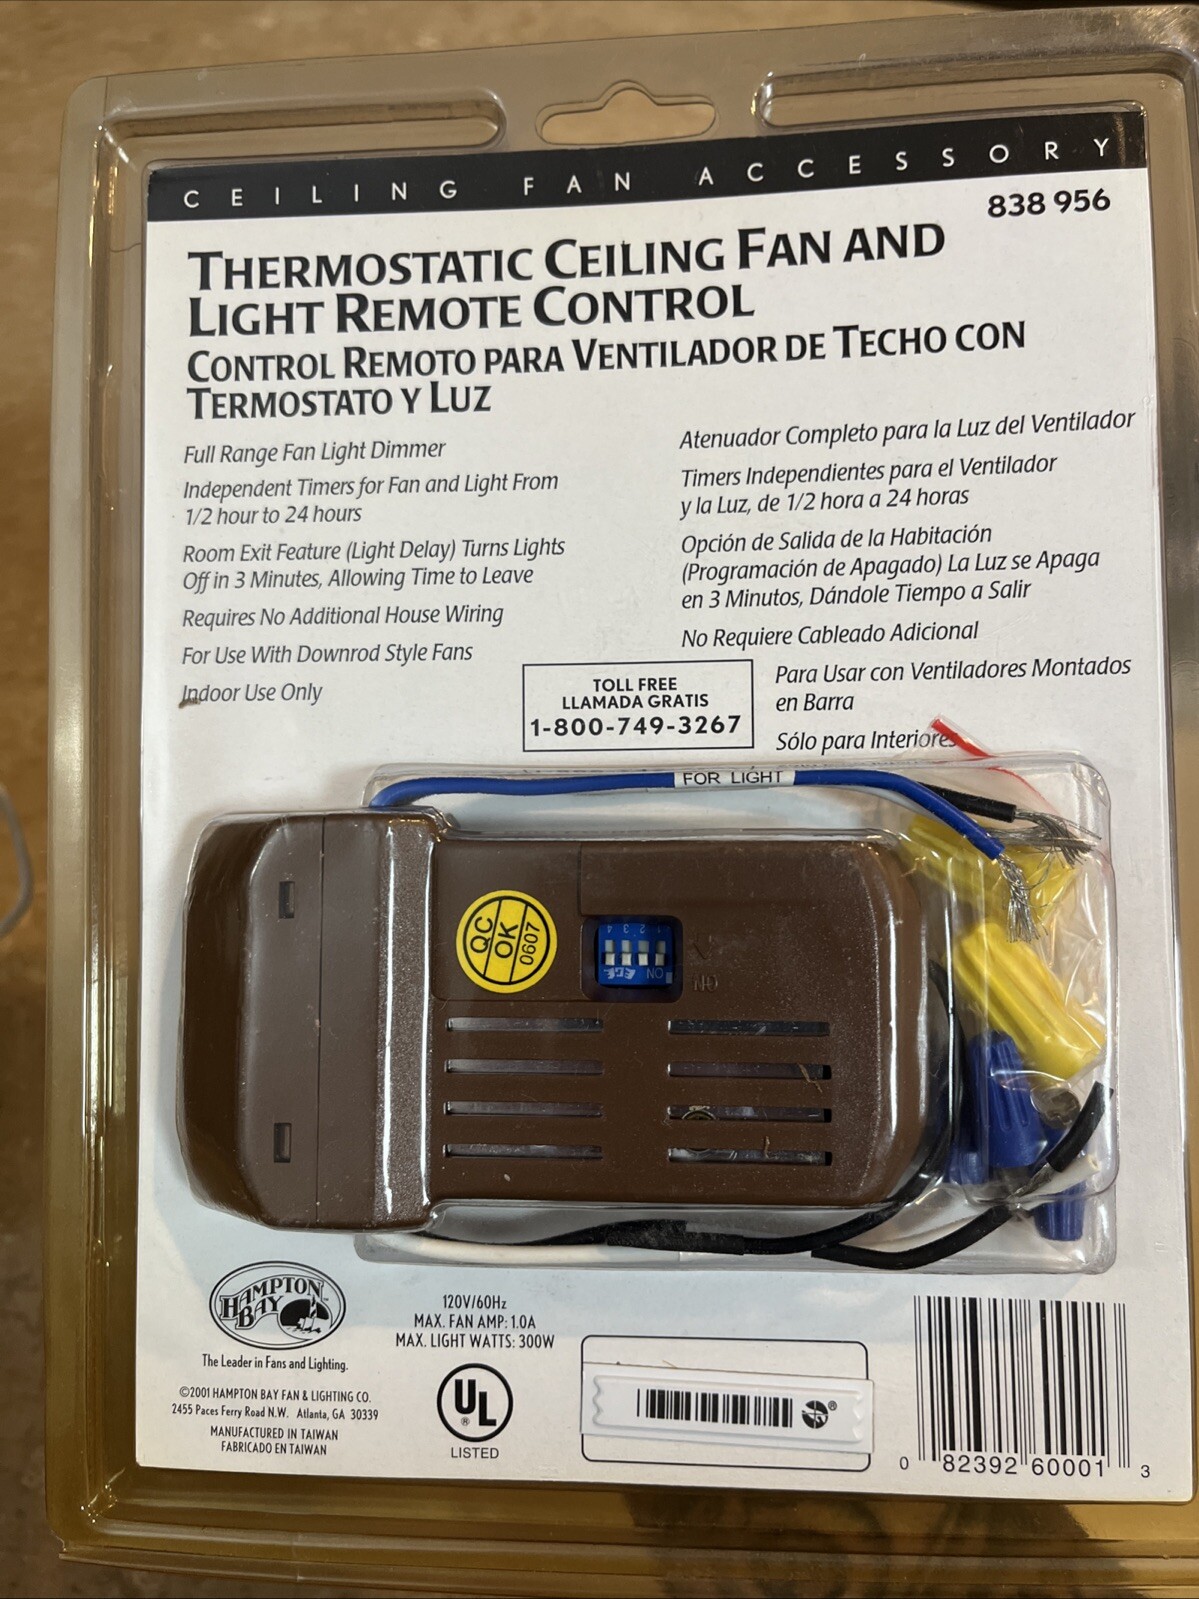 CEILING FAN ACCESSORY
838 956
THERMOSTATIC CEILING FAN AND
LIGHT REMOTE CONTROL
CONTROL REMOTO PARA VENTILADOR DE TECHO CON
TERMOSTATO Y LUZ
Full Range Fan Light Dimmer
Independent Timers for Fan and Light From
1/2 hour to 24 hours
Room Exit Feature (Light Delay) Turns Lights
Off in 3 Minutes, Allowing Time to Leave
Requires No Additional House Wiring
For Use With Downrod Style Fans
Indoor Use Only
Atenuador Completo para la Luz del Ventilador
Timers Independientes para el Ventilador
y la Luz, de 1/2 hora a 24 horas
Opción de Salida de la Habitación
(Programación de Apagado) La Luz se Apaga
en 3 Minutos, Dándole Tiempo a Salir
No Requiere Cableado Adicional
Para Usar con Ventiladores Montados
en Barra
Sólo para Interiores
TOLL FREE
LLAMADA GRATIS
1-800-749-3267
FOR LIGHT
QC
OK
0607
1 2 3 4
ON
ON
HAMPTON
BAY
The Leader in Fans and Lighting.
©2001 HAMPTON BAY FAN & LIGHTING CO.
2455 Paces Ferry Road N.W. Atlanta, GA 30339
MANUFACTURED IN TAIWAN
FABRICADO EN TAIWAN
120V/60Hz
MAX. FAN AMP: 1.0A
MAX. LIGHT WATTS: 300W
UL
®
LISTED
®
0 82392 60001 3